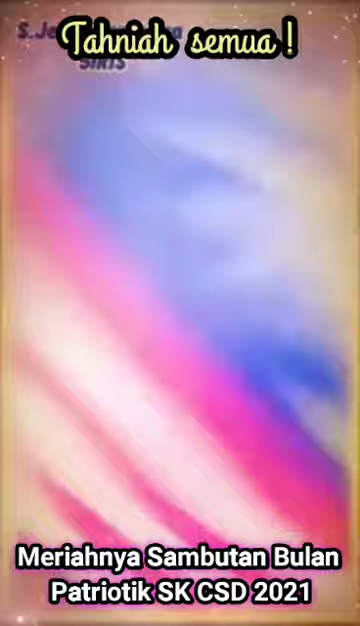 Tahniah semua !
Meriahnya Sambutan Bulan
Patriotik SK CSD 2021